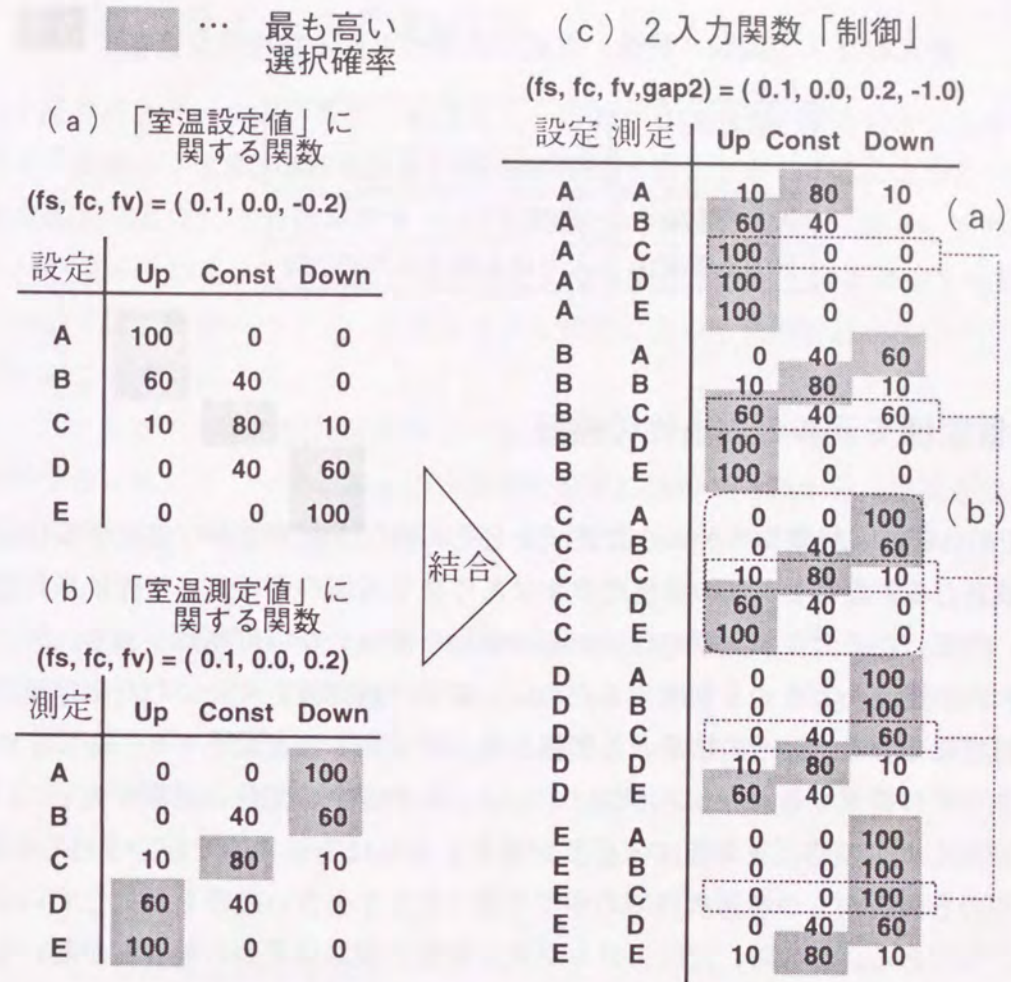 … 最も高い
選択確率
(a) 「室温設定値」に
関する関数
(fs, fc, fv) = ( 0.1, 0.0, -0.2)
設定 Up Const Down
A 100 0 0
B 60 40 0
C 10 80 10
D 0 40 60
E 0 0 100
(b) 「室温測定値」に
関する関数
(fs, fc, fv) = ( 0.1, 0.0, 0.2)
測定 Up Const Down
A 0 0 100
B 0 40 60
C 10 80 10
D 60 40 0
E 100 0 0
結合
(c) 2入力関数「制御」
(fs, fc, fv,gap2) = ( 0.1, 0.0, 0.2, -1.0)
設定 測定 Up Const Down
A A 10 80 10
A B 60 40 0
(a)
A C 100 0 0
A D 100 0 0
A E 100 0 0
B A 0 40 60
B B 10 80 10
B C 60 40 60
B D 100 0 0
B E 100 0 0
C A 0 0 100
(b)
C B 0 40 60
C C 10 80 10
C D 60 40 0
C E 100 0 0
D A 0 0 100
D B 0 0 100
D C 0 40 60
D D 10 80 10
D E 60 40 0
E A 0 0 100
E B 0 0 100
E C 0 0 100
E D 0 40 60
E E 10 80 10